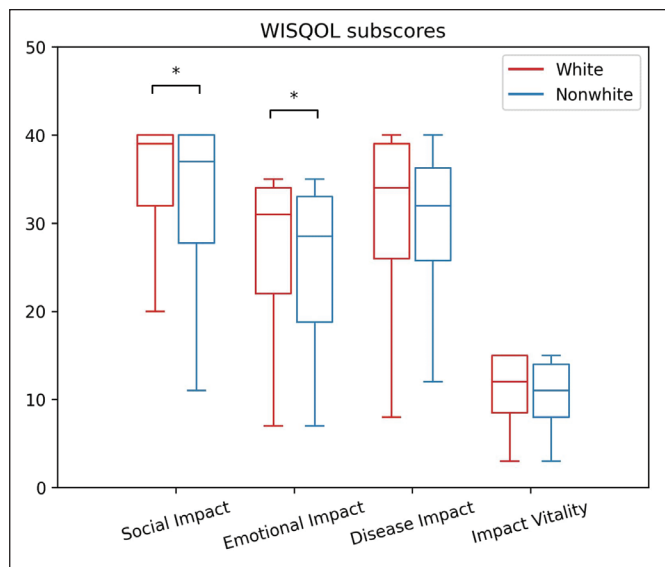 WISQOL subscores
50
40
30
20
10
0
*
*
White
Nonwhite
Social Impact
Emotional Impact
Disease Impact
Impact Vitality